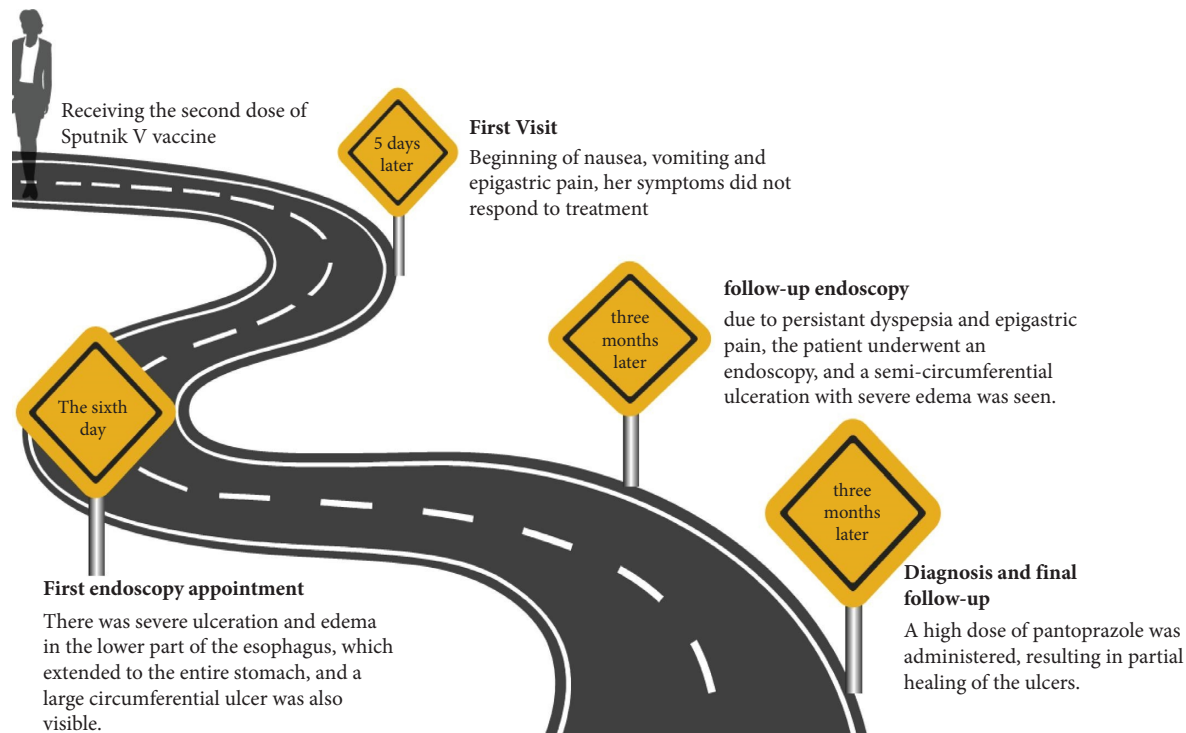 Receiving the second dose of
Sputnik V vaccine
5 days
later
First Visit
Beginning of nausea, vomiting and
epigastric pain, her symptoms did not
respond to treatment
The sixth
day
First endoscopy appointment
There was severe ulceration and edema
in the lower part of the esophagus, which
extended to the entire stomach, and a
large circumferential ulcer was also
visible.
three
months
later
follow-up endoscopy
due to persistant dyspepsia and epigastric
pain, the patient underwent an
endoscopy, and a semi-circumferential
ulceration with severe edema was seen.
three
months
later
Diagnosis and final
follow-up
A high dose of pantoprazole was
administered, resulting in partial
healing of the ulcers.